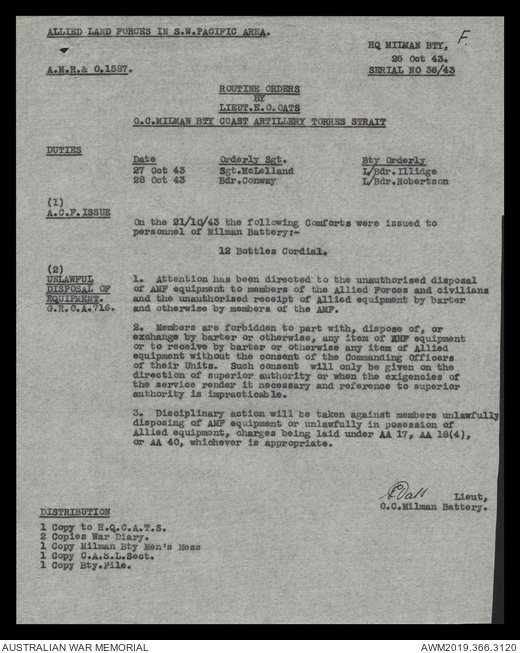 ALLIED LAND FORCES IN S.W.PACIFIC AREA.
F.
HQ MILMAN BTY,
26 Oct 43.
A.M.R.& O.1587.
SERIAL NO 36/43
ROUTINE ORDERS
BY
LIEUT.E.C.OATS
O.C.MILMAN BTY COAST ARTILLERY TORRES STRAIT
DUTIES
Date Orderly Sgt. Bty Orderly
27 Oct 43 Sgt.McLelland L/Bdr.Illidge
28 Oct 43 Bdr.Conway L/Bdr.Robertson
(1)
A.C.F.ISSUE
On the 21/10/43 the following Comforts were issued to
personnel of Milman Battery:-
12 Bottles Cordial.
(2)
UNLAWFUL
DISPOSAL OF
EQUIPMENT.
G.R.O.A.716.
1. Attention has been directed to the unauthorised disposal
of AMF equipment to members of the Allied Forces and civilians
and the unauthorised receipt of Allied equipment by barter
and otherwise by members of the AMF.
2. Members are forbidden to part with, dispose of, or
exchange by barter or otherwise, any item of equipment
or to receive by barter or otherwise any item of Allied
equipment without the consent of the Commanding Officers
of their Units. Such consent will only be given on the
direction of superior authority or when the exigencies of
the service render it necessary and reference to superior
authority is impracticable.
3. Disciplinary action will be taken against members unlawfully
disposing of AMF equipment or unlawfully in posession of
Allied equipment, charges being laid under AA 17, AA 18(4),
or AA 40, whichever is appropriate.
Lieut,
O.C.Milman Battery.
DISTRIBUTION
1 Copy to H.Q.C.A.T.S.
2 Copies War Diary.
1 Copy Milman Bty Men's Mess
1 Copy C.A.S.L.Sect.
1 Copy Bty.File.
AUSTRALIAN WAR MEMORIAL
AWM2019.366.3120